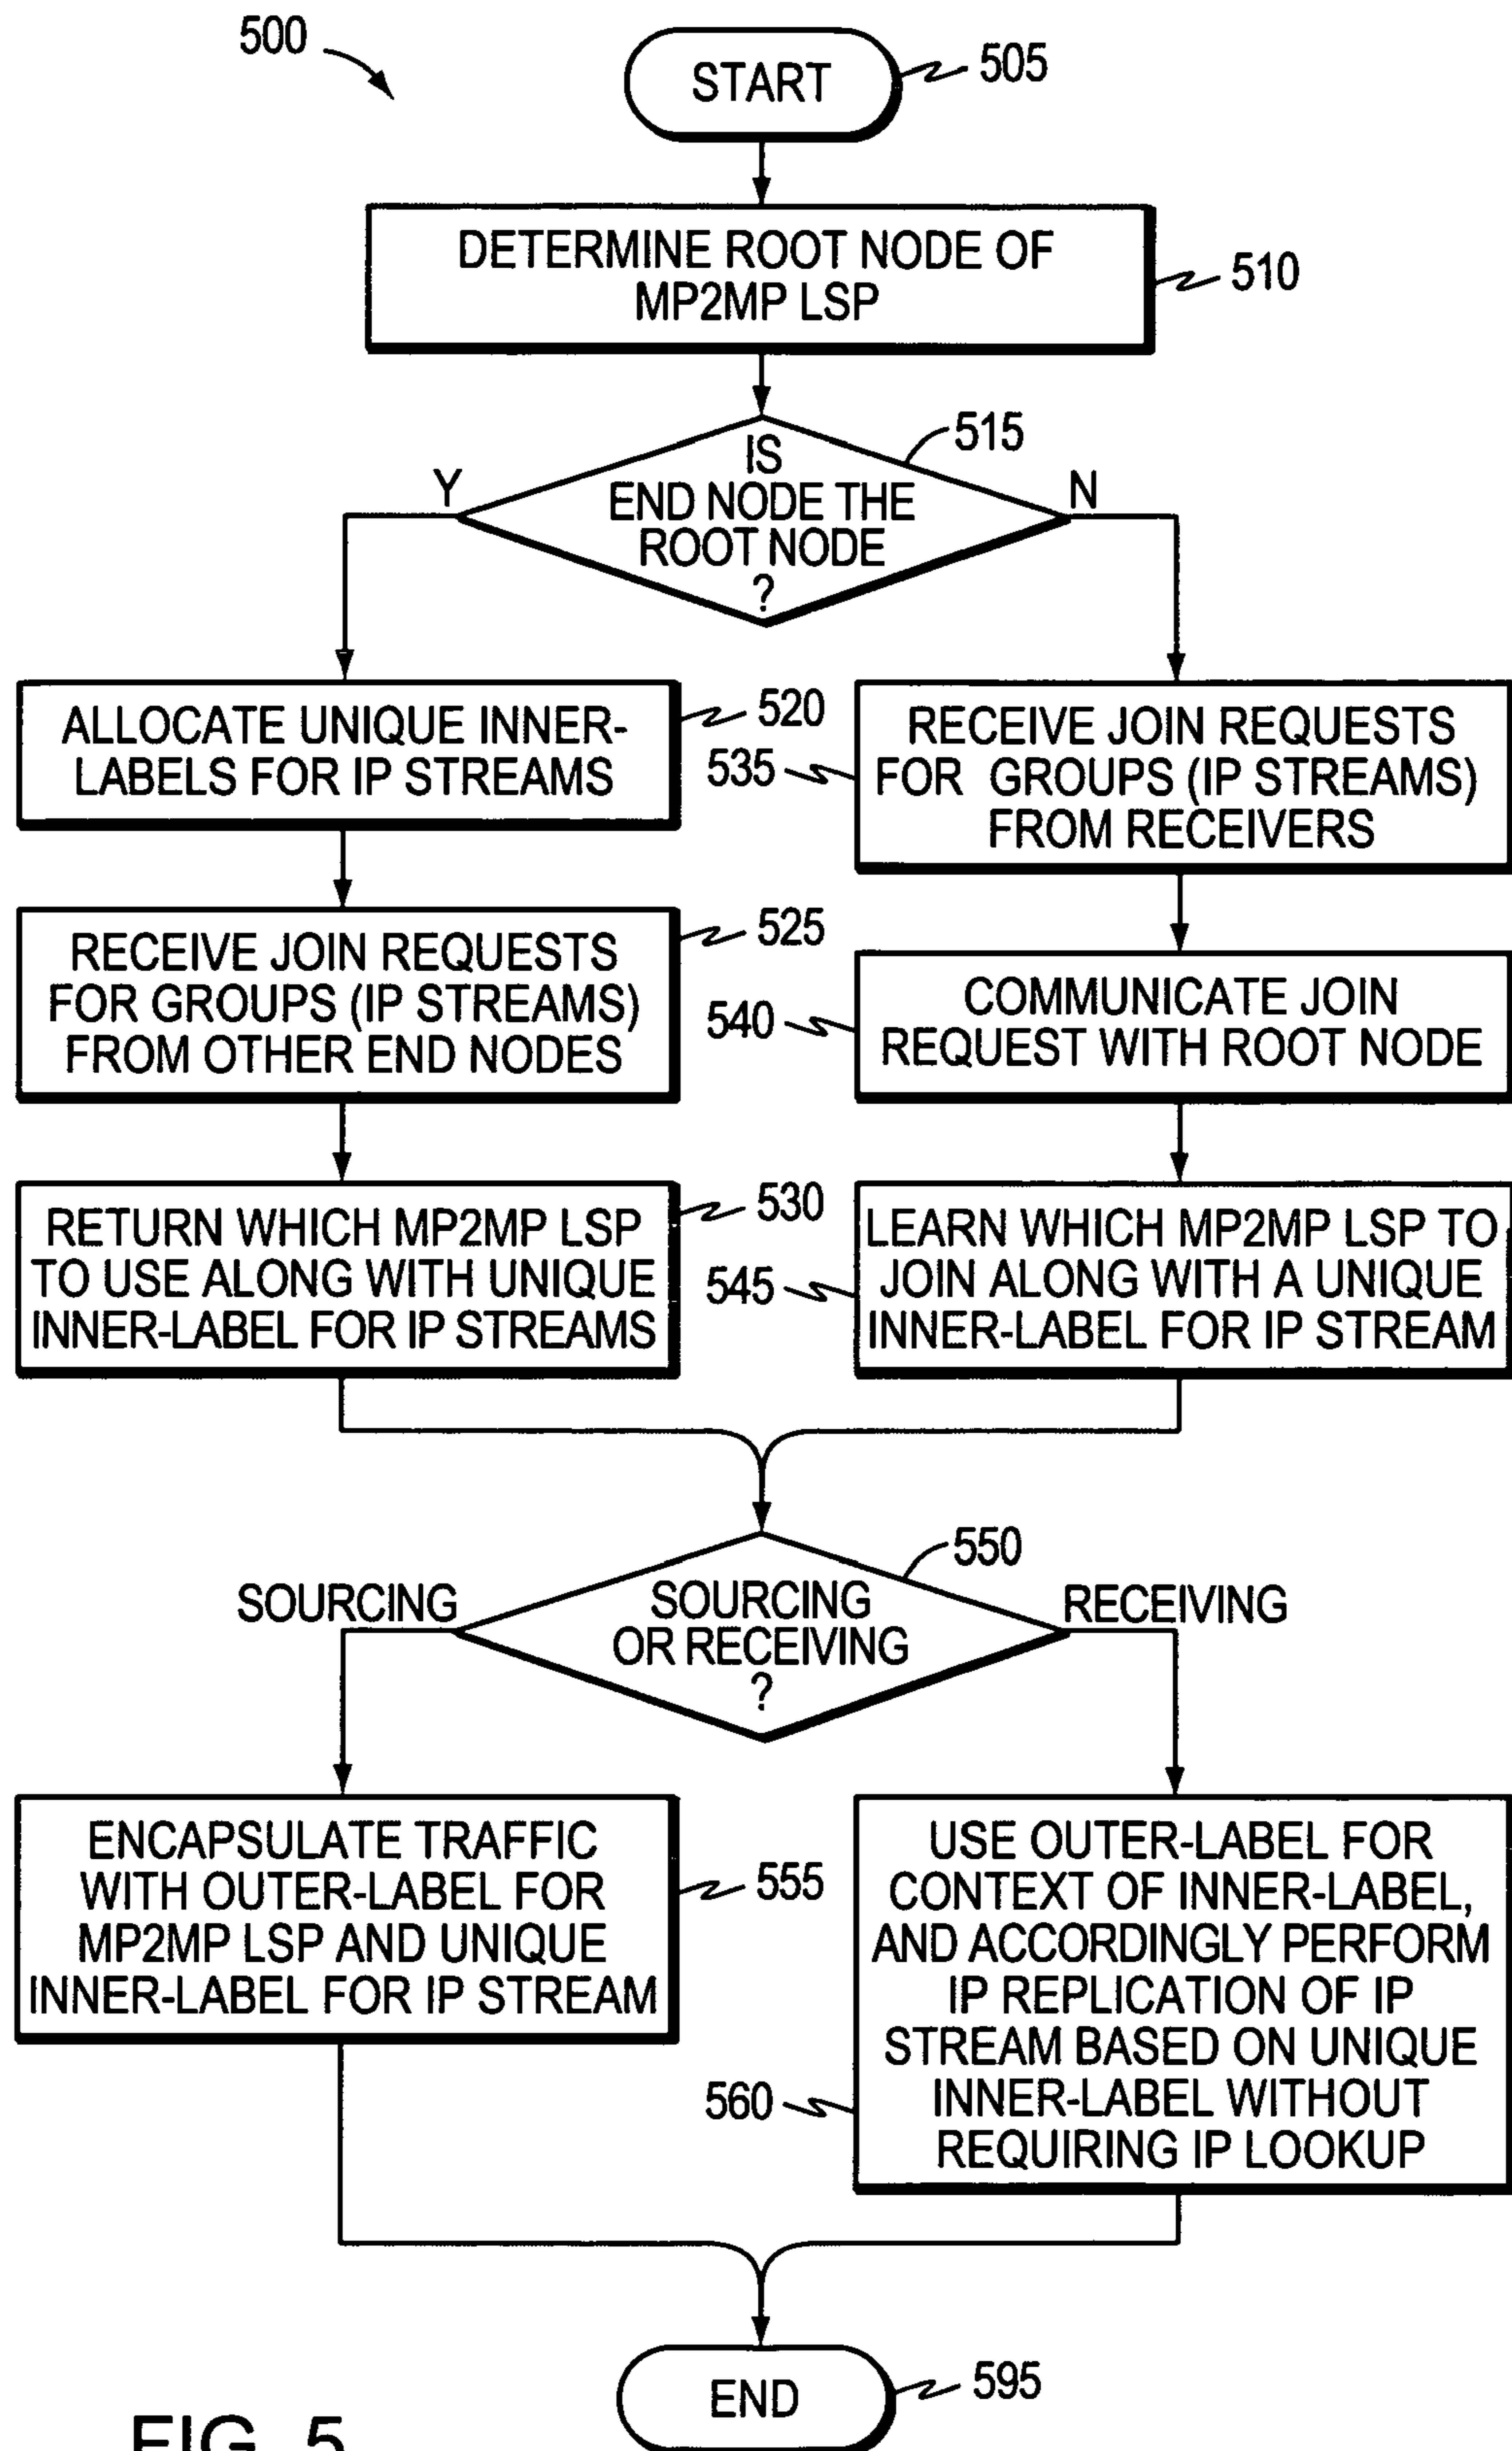 500
START
505
DETERMINE ROOT NODE OF
MP2MP LSP
510
IS
END NODE THE
ROOT NODE
?
515
Y
N
ALLOCATE UNIQUE INNER-
LABELS FOR IP STREAMS
520
535
RECEIVE JOIN REQUESTS
FOR GROUPS (IP STREAMS)
FROM RECEIVERS
RECEIVE JOIN REQUESTS
FOR GROUPS (IP STREAMS)
FROM OTHER END NODES
525
540
COMMUNICATE JOIN
REQUEST WITH ROOT NODE
RETURN WHICH MP2MP LSP
TO USE ALONG WITH UNIQUE
INNER-LABEL FOR IP STREAMS
530
545
LEARN WHICH MP2MP LSP TO
JOIN ALONG WITH A UNIQUE
INNER-LABEL FOR IP STREAM
550
SOURCING
SOURCING
OR RECEIVING
?
RECEIVING
ENCAPSULATE TRAFFIC
WITH OUTER-LABEL FOR
MP2MP LSP AND UNIQUE
INNER-LABEL FOR IP STREAM
555
USE OUTER-LABEL FOR
CONTEXT OF INNER-LABEL,
AND ACCORDINGLY PERFORM
IP REPLICATION OF IP
STREAM BASED ON UNIQUE
INNER-LABEL WITHOUT
REQUIRING IP LOOKUP
560
END
595
FIG. 5